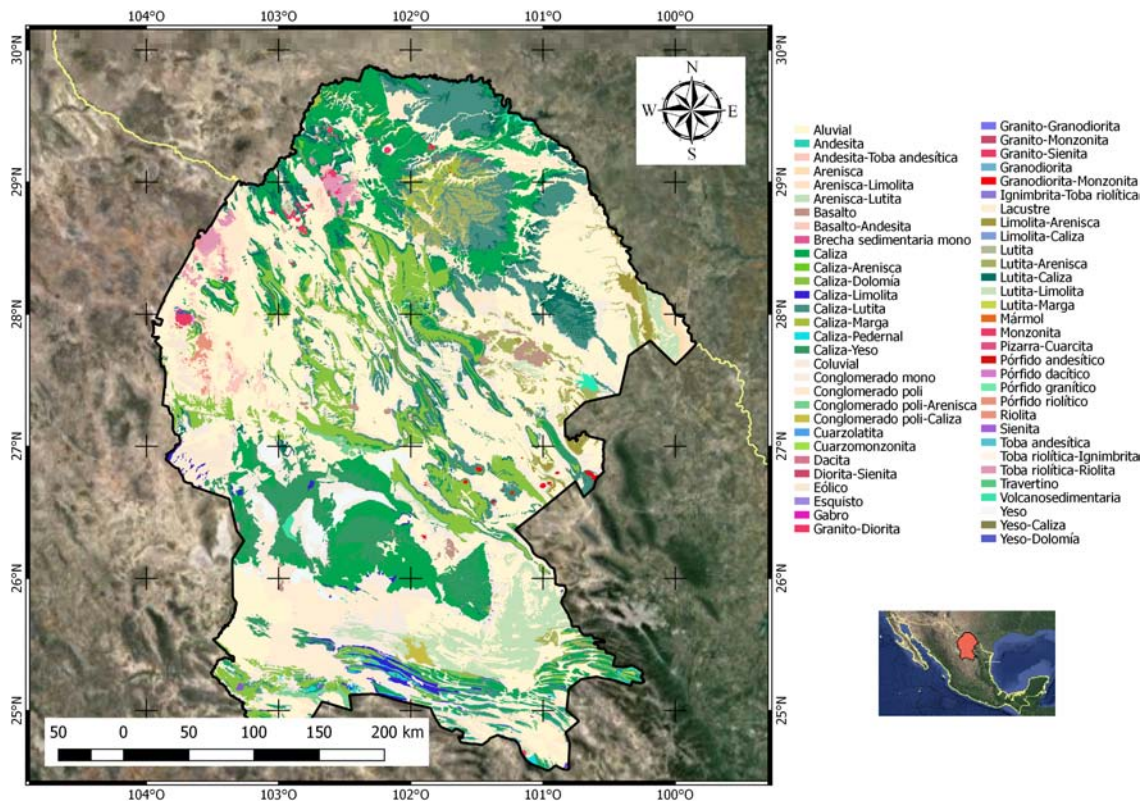 104°O 103°O 102°O 101°O 100°O
30°N 30°N
29°N 29°N
28°N 28°N
27°N 27°N
26°N 26°N
25°N 25°N
104°O 103°O 102°O 101°O 100°O
N
W E
S
50 0 50 100 150 200 km
Aluvial
Andesita
Andesita-Toba andesítica
Arenisca
Arenisca-Limolita
Arenisca-Lutita
Basalto
Basalto-Andesita
Brecha sedimentaria mono
Caliza
Caliza-Arenisca
Caliza-Dolomía
Caliza-Limolita
Caliza-Lutita
Caliza-Marga
Caliza-Pedernal
Caliza-Yeso
Coluvial
Conglomerado mono
Conglomerado poli
Conglomerado poli-Arenisca
Conglomerado poli-Caliza
Cuarzolatita
Cuarzomonzonita
Dacita
Diorita-Sienita
Eólico
Esquisto
Gabro
Granito-Diorita
Granito-Granodiorita
Granito-Monzonita
Granito-Sienita
Granodiorita
Granodiorita-Monzonita
Ignimbrita-Toba riolítica
Lacustre
Limolita-Arenisca
Limolita-Caliza
Lutita
Lutita-Arenisca
Lutita-Caliza
Lutita-Limolita
Lutita-Marga
Mármol
Monzonita
Pizarra-Cuarcita
Pórfido andesítico
Pórfido dacítico
Pórfido granítico
Pórfido riolítico
Riolita
Sienita
Toba andesítica
Toba riolítica-Ignimbrita
Toba riolítica-Riolita
Travertino
Volcanosedimentaria
Yeso
Yeso-Caliza
Yeso-Dolomía